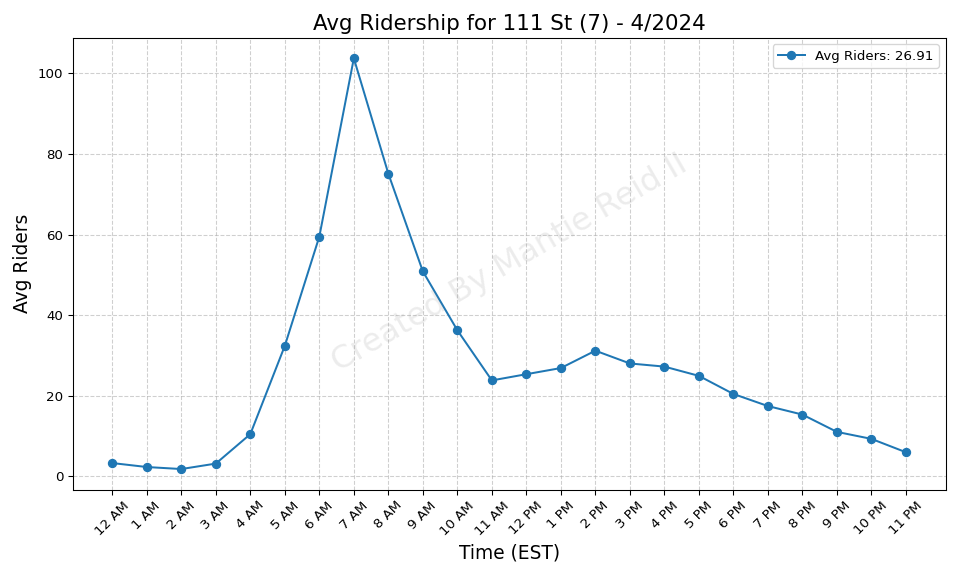 Avg Ridership for 111 St (7) - 4/2024
Avg Riders: 26.91
Avg Riders
100
80
60
40
20
0
Created By Mantle Reid II
12 AM
1 AM
2 AM
3 AM
4 AM
5 AM
6 AM
7 AM
8 AM
9 AM
10 AM
11 AM
12 PM
1 PM
2 PM
3 PM
4 PM
5 PM
6 PM
7 PM
8 PM
9 PM
10 PM
11 PM
Time (EST)